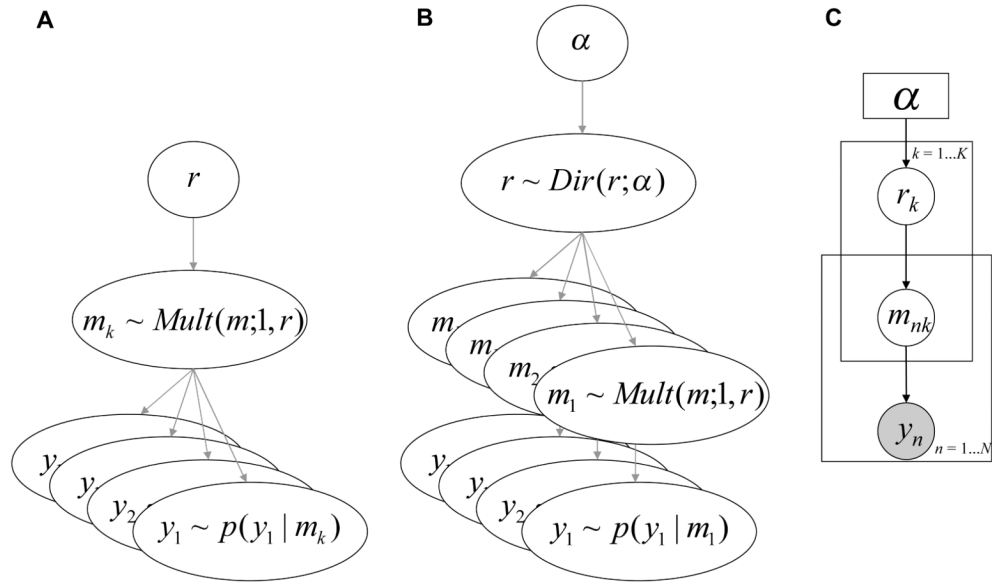 A
r
m_k ~ Mult(m;1,r)
y_2
y_1 ~ p(y_1 | m_k)
B
α
r ~ Dir(r;α)
m_2
m_1 ~ Mult(m;1,r)
y_2
y_1 ~ p(y_1 | m_1)
C
α
k = 1...K
r_k
m_nk
y_n
n = 1...N